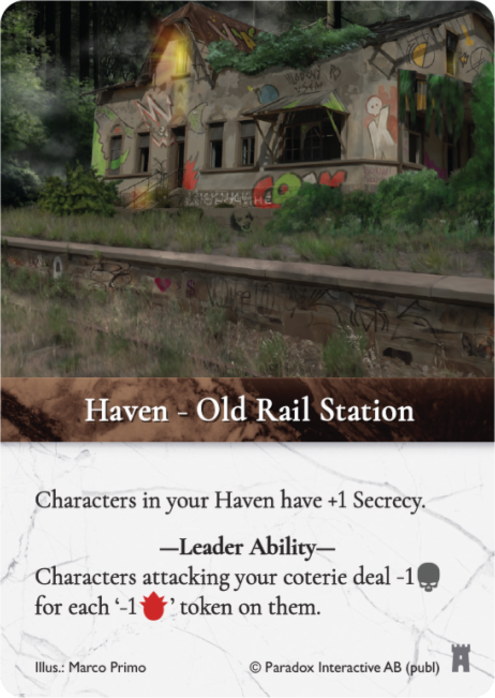 Haven - Old Rail Station
Characters in your Haven have +1 Secrecy.
—Leader Ability—
Characters attacking your coterie deal -1
for each ‘-1 ’ token on them.
Illus.: Marco Primo
© Paradox Interactive AB (publ)